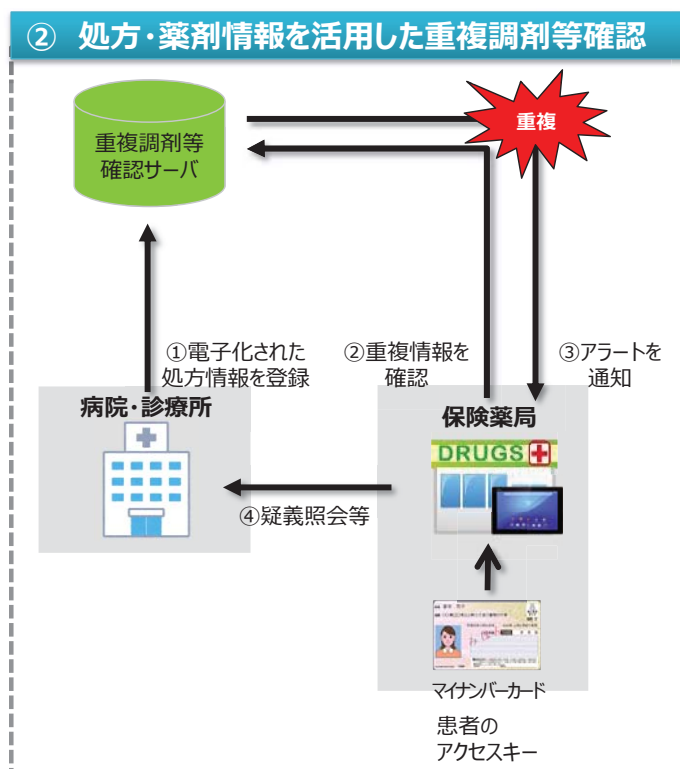 ② 処方・薬剤情報を活用した重複調剤等確認
重複調剤等
確認サーバ
重複
①電子化された
処方情報を登録
②重複情報を
確認
③アラートを
通知
病院・診療所
保険薬局
DRUGS
④疑義照会等
マイナンバーカード
患者の
アクセスキー